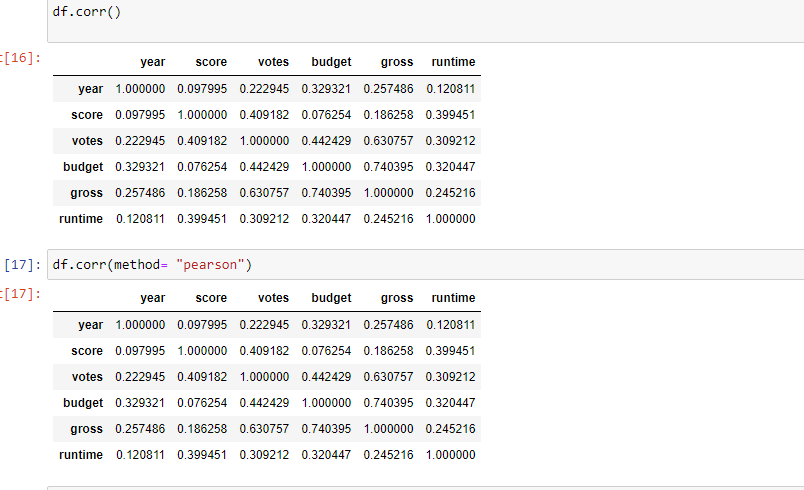 df.corr()
t[16]:
year score votes budget gross runtime
year 1.000000 0.097995 0.222945 0.329321 0.257486 0.120811
score 0.097995 1.000000 0.409182 0.076254 0.186258 0.399451
votes 0.222945 0.409182 1.000000 0.442429 0.630757 0.309212
budget 0.329321 0.076254 0.442429 1.000000 0.740395 0.320447
gross 0.257486 0.186258 0.630757 0.740395 1.000000 0.245216
runtime 0.120811 0.399451 0.309212 0.320447 0.245216 1.000000
[17]: df.corr(method= "pearson")
t[17]:
year score votes budget gross runtime
year 1.000000 0.097995 0.222945 0.329321 0.257486 0.120811
score 0.097995 1.000000 0.409182 0.076254 0.186258 0.399451
votes 0.222945 0.409182 1.000000 0.442429 0.630757 0.309212
budget 0.329321 0.076254 0.442429 1.000000 0.740395 0.320447
gross 0.257486 0.186258 0.630757 0.740395 1.000000 0.245216
runtime 0.120811 0.399451 0.309212 0.320447 0.245216 1.000000